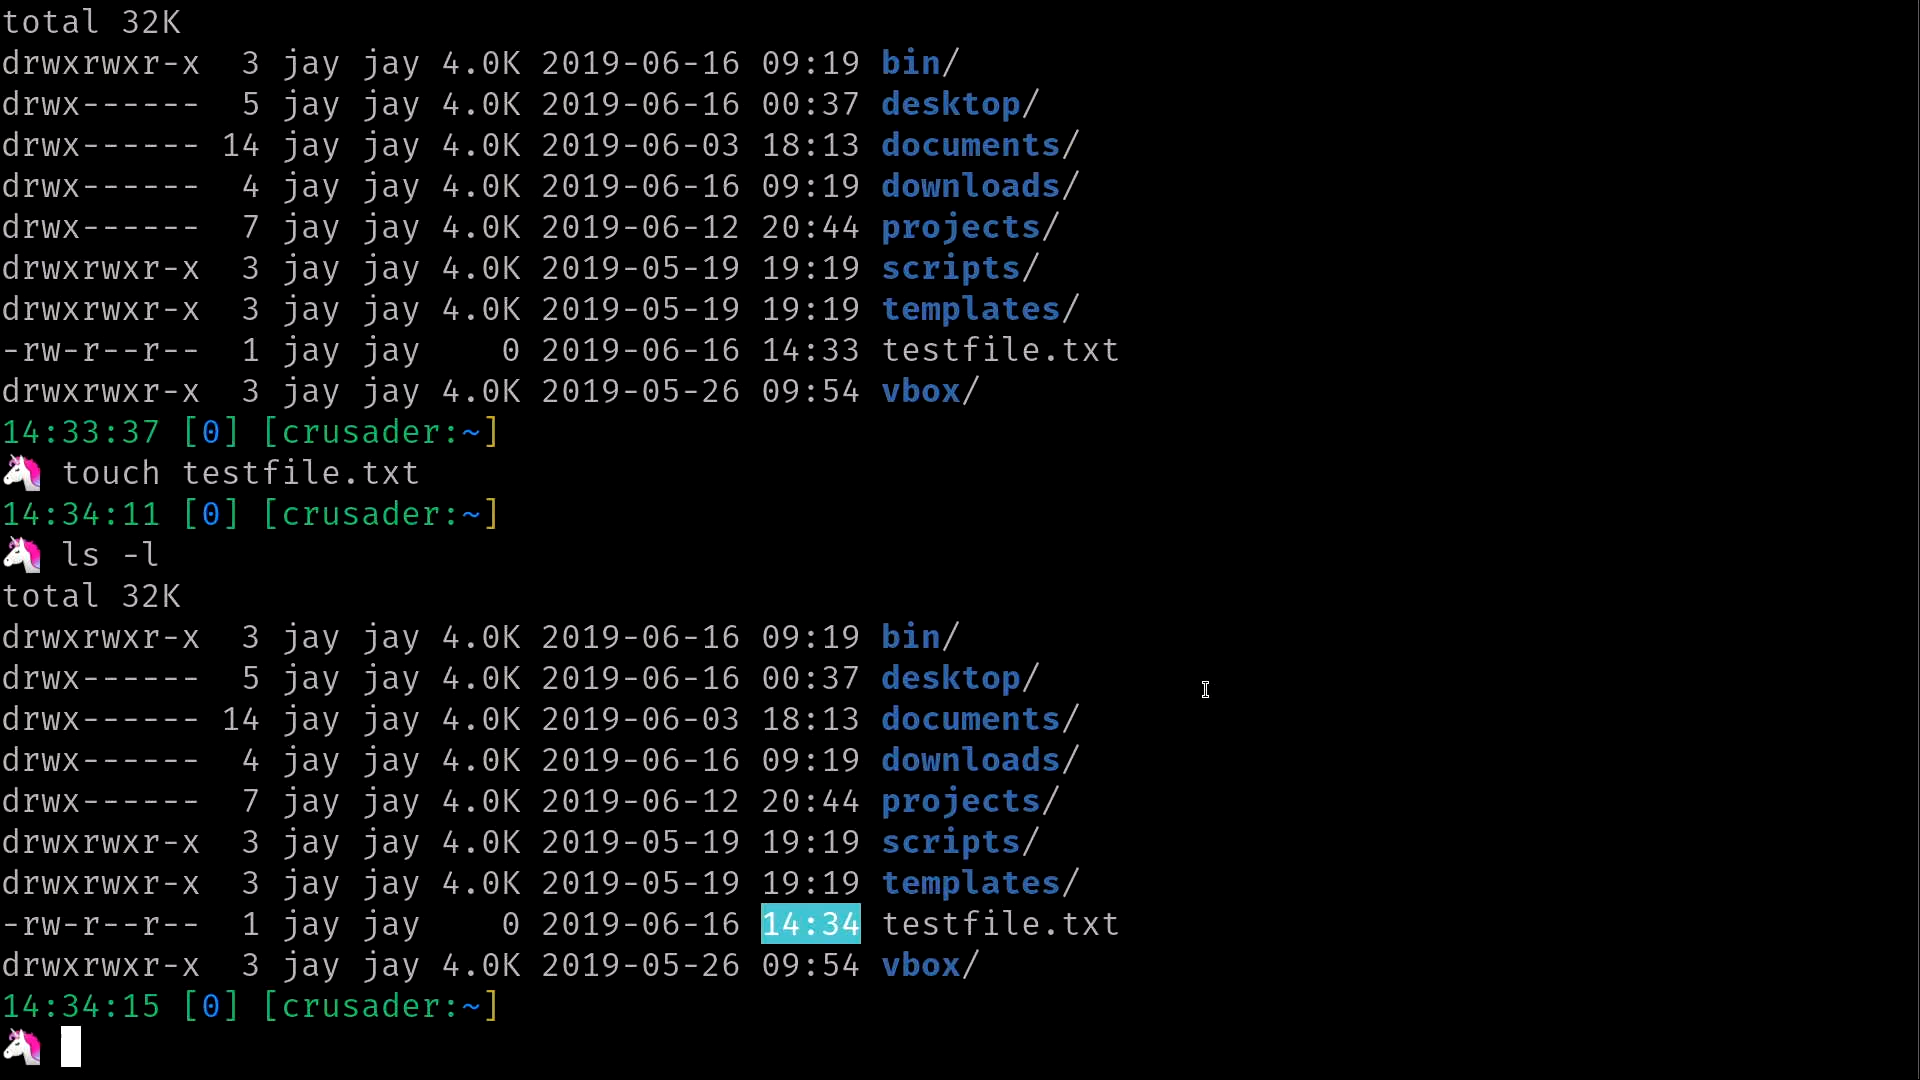 total 32K
drwxrwxr-x  3 jay jay 4.0K 2019-06-16 09:19 bin/
drwx------  5 jay jay 4.0K 2019-06-16 00:37 desktop/
drwx------ 14 jay jay 4.0K 2019-06-03 18:13 documents/
drwx------  4 jay jay 4.0K 2019-06-16 09:19 downloads/
drwx------  7 jay jay 4.0K 2019-06-12 20:44 projects/
drwxrwxr-x  3 jay jay 4.0K 2019-05-19 19:19 scripts/
drwxrwxr-x  3 jay jay 4.0K 2019-05-19 19:19 templates/
-rw-r--r--  1 jay jay    0 2019-06-16 14:33 testfile.txt
drwxrwxr-x  3 jay jay 4.0K 2019-05-26 09:54 vbox/
14:33:37 [0] [crusader:~]
🦄 touch testfile.txt
14:34:11 [0] [crusader:~]
🦄 ls -l
total 32K
drwxrwxr-x  3 jay jay 4.0K 2019-06-16 09:19 bin/
drwx------  5 jay jay 4.0K 2019-06-16 00:37 desktop/
drwx------ 14 jay jay 4.0K 2019-06-03 18:13 documents/
drwx------  4 jay jay 4.0K 2019-06-16 09:19 downloads/
drwx------  7 jay jay 4.0K 2019-06-12 20:44 projects/
drwxrwxr-x  3 jay jay 4.0K 2019-05-19 19:19 scripts/
drwxrwxr-x  3 jay jay 4.0K 2019-05-19 19:19 templates/
-rw-r--r--  1 jay jay    0 2019-06-16 14:34 testfile.txt
drwxrwxr-x  3 jay jay 4.0K 2019-05-26 09:54 vbox/
14:34:15 [0] [crusader:~]
🦄